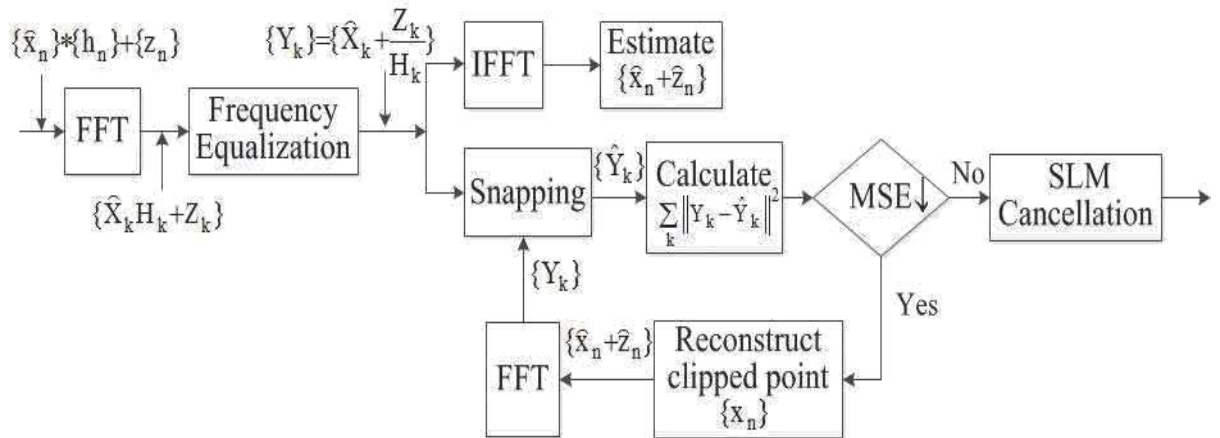 {x̂ₙ}*{hₙ}+{zₙ}
FFT
{X̂ₖHₖ+Zₖ}
Frequency
Equalization
{Yₖ}={X̂ₖ+Zₖ/Hₖ}
IFFT
Estimate
{x̂ₙ+ẑₙ}
Snapping
{Ŷₖ}
Calculate
∑ₖ‖Yₖ−Ŷₖ‖²
MSE↓
No
SLM
Cancellation
Yes
Reconstruct
clipped point
{xₙ}
{x̂ₙ+ẑₙ}
FFT
{Yₖ}